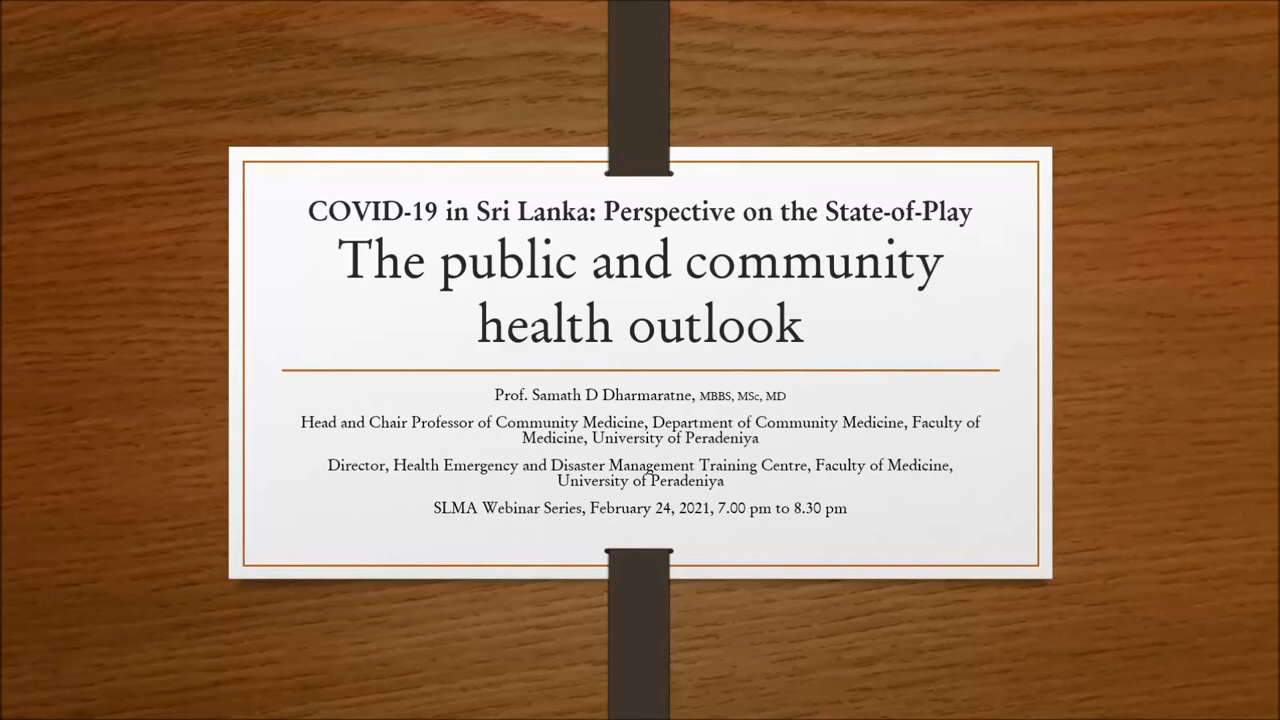 COVID-19 in Sri Lanka: Perspective on the State-of-Play
The public and community
health outlook
Prof. Samath D Dharmaratne, MBBS, MSc, MD
Head and Chair Professor of Community Medicine, Department of Community Medicine, Faculty of
Medicine, University of Peradeniya
Director, Health Emergency and Disaster Management Training Centre, Faculty of Medicine,
University of Peradeniya
SLMA Webinar Series, February 24, 2021, 7.00 pm to 8.30 pm